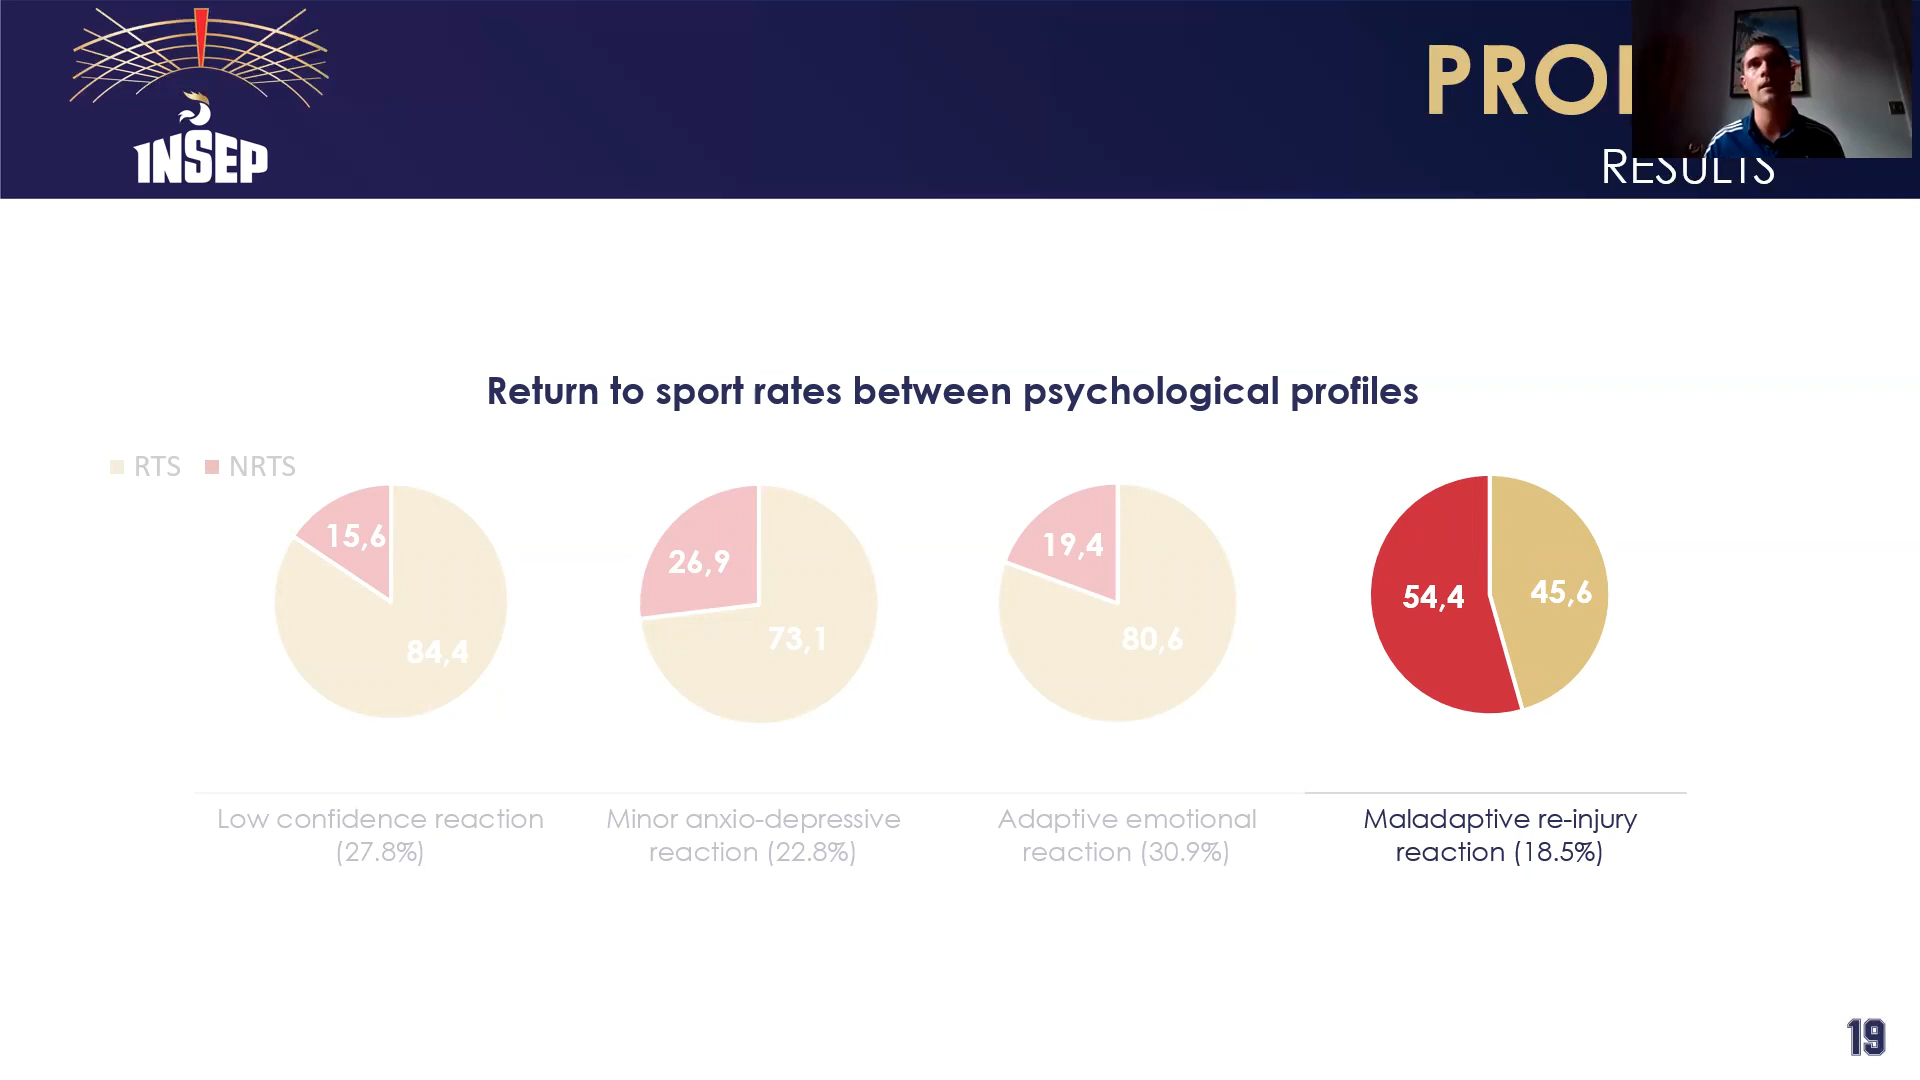 INSEP
RESULTS
Return to sport rates between psychological profiles
RTS NRTS
15,6
84,4
26,9
73,1
19,4
80,6
54,4
45,6
Low confidence reaction
(27.8%)
Minor anxio-depressive
reaction (22.8%)
Adaptive emotional
reaction (30.9%)
Maladaptive re-injury
reaction (18.5%)
19